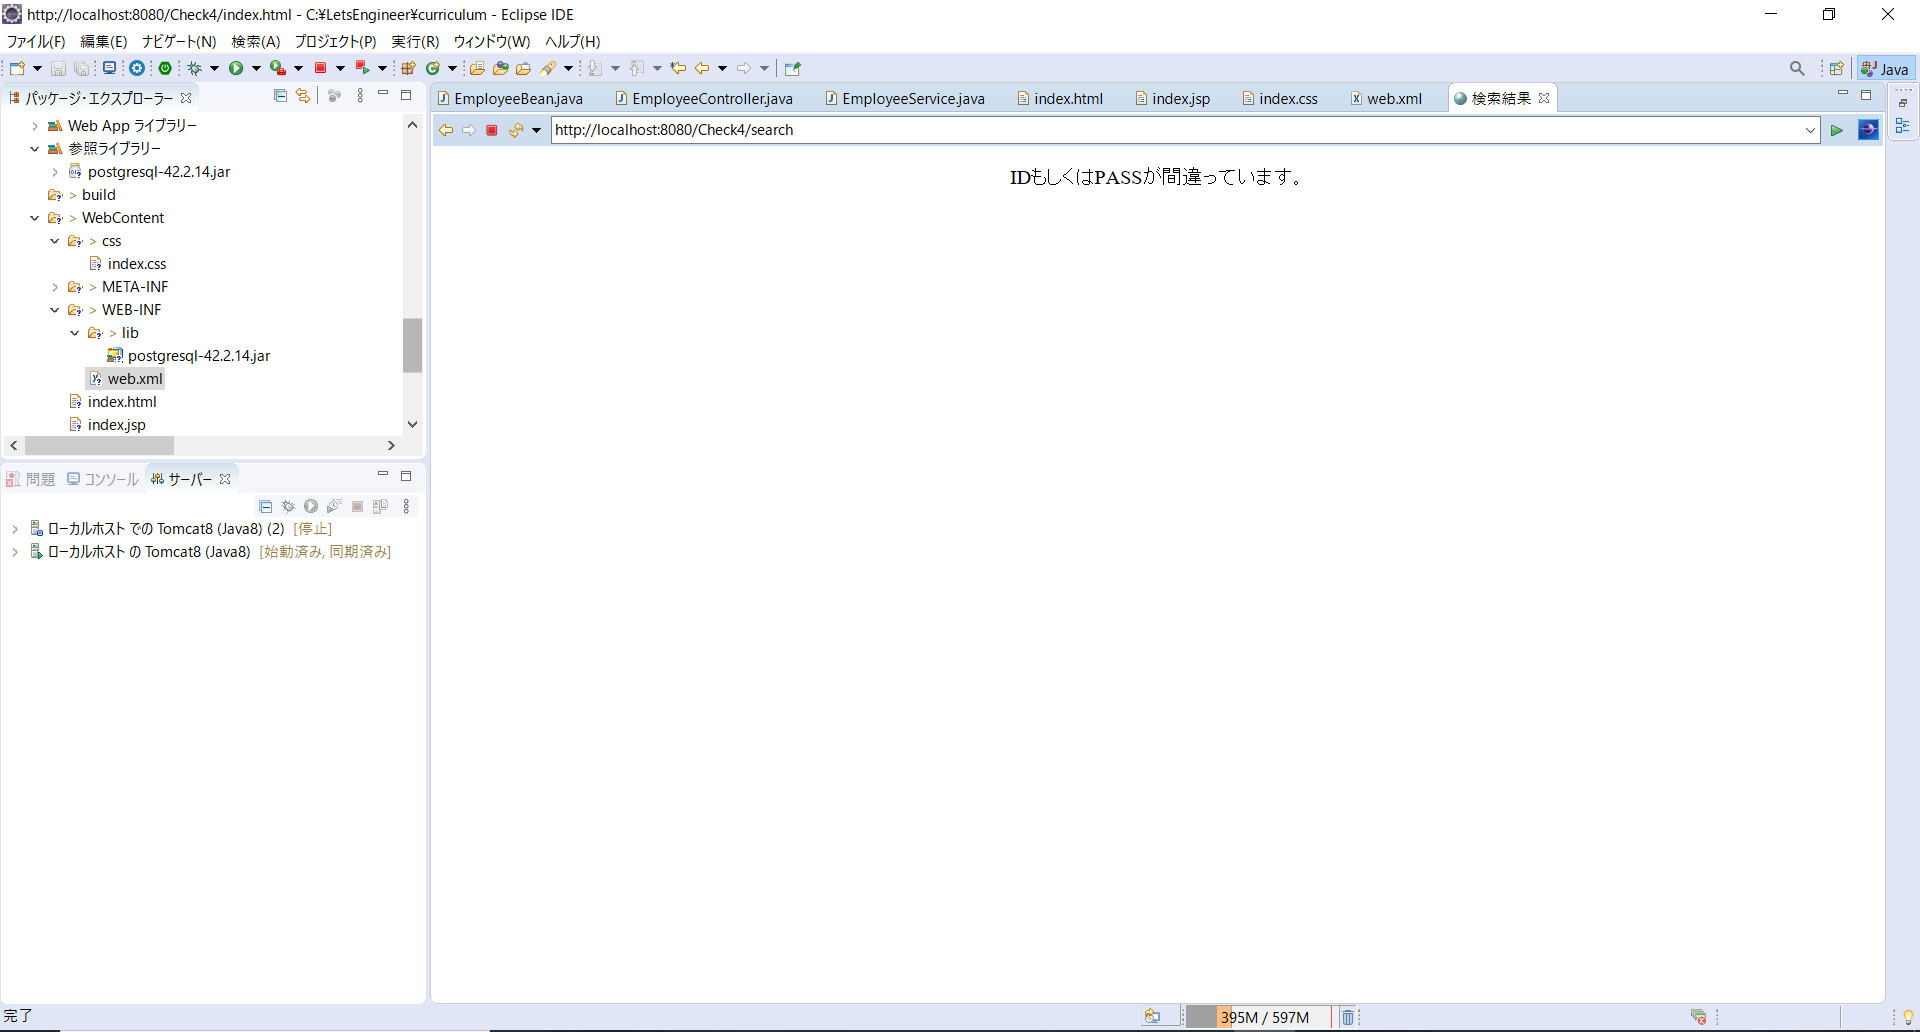 http://localhost:8080/Check4/index.html - C:¥LetsEngineer¥curriculum - Eclipse IDE
ファイル(F) 編集(E) ナビゲート(N) 検索(A) プロジェクト(P) 実行(R) ウィンドウ(W) ヘルプ(H)
Java
パッケージ・エクスプローラー
Web App ライブラリー
参照ライブラリー
postgresql-42.2.14.jar
> build
> WebContent
> css
index.css
> META-INF
> WEB-INF
> lib
postgresql-42.2.14.jar
web.xml
index.html
index.jsp
問題 コンソール サーバー
ローカルホスト での Tomcat8 (Java8) (2) [停止]
ローカルホスト の Tomcat8 (Java8) [始動済み, 同期済み]
EmployeeBean.java EmployeeController.java EmployeeService.java index.html index.jsp index.css web.xml 検索結果
http://localhost:8080/Check4/search
IDもしくはPASSが間違っています。
完了
395M / 597M